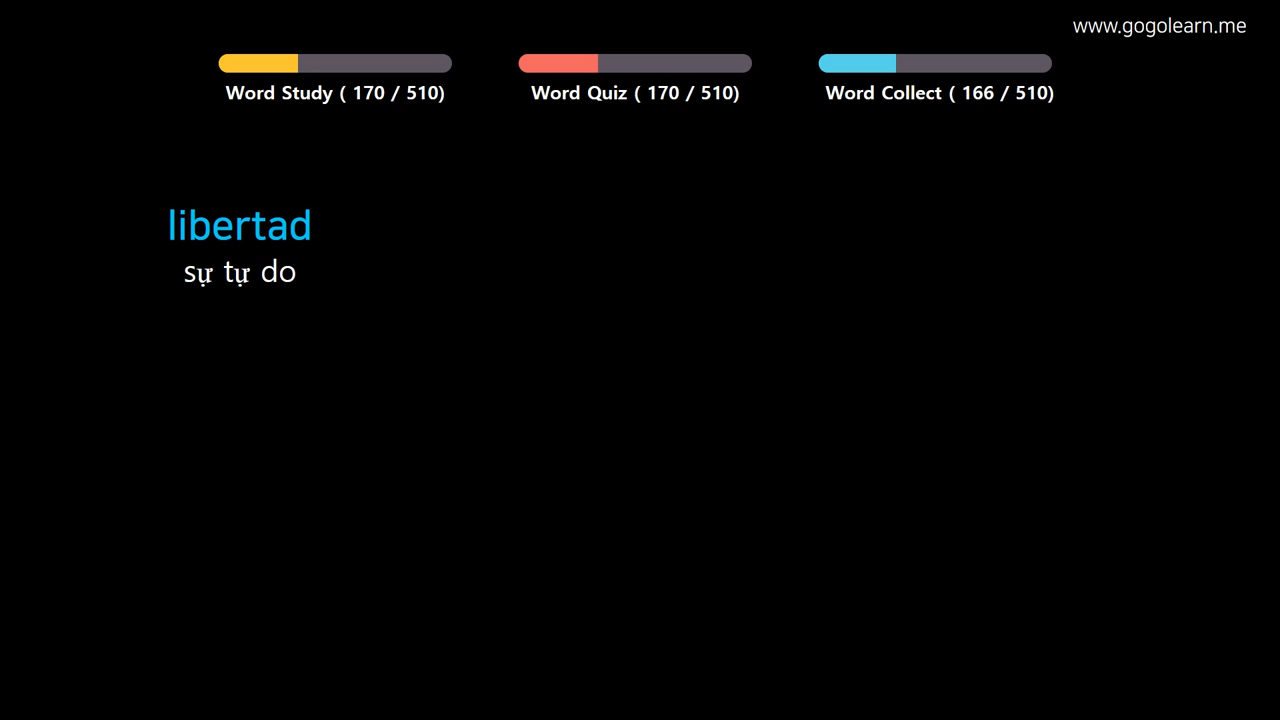 www.gogolearn.me
Word Study ( 170 / 510)
Word Quiz ( 170 / 510)
Word Collect ( 166 / 510)
libertad
sự tự do